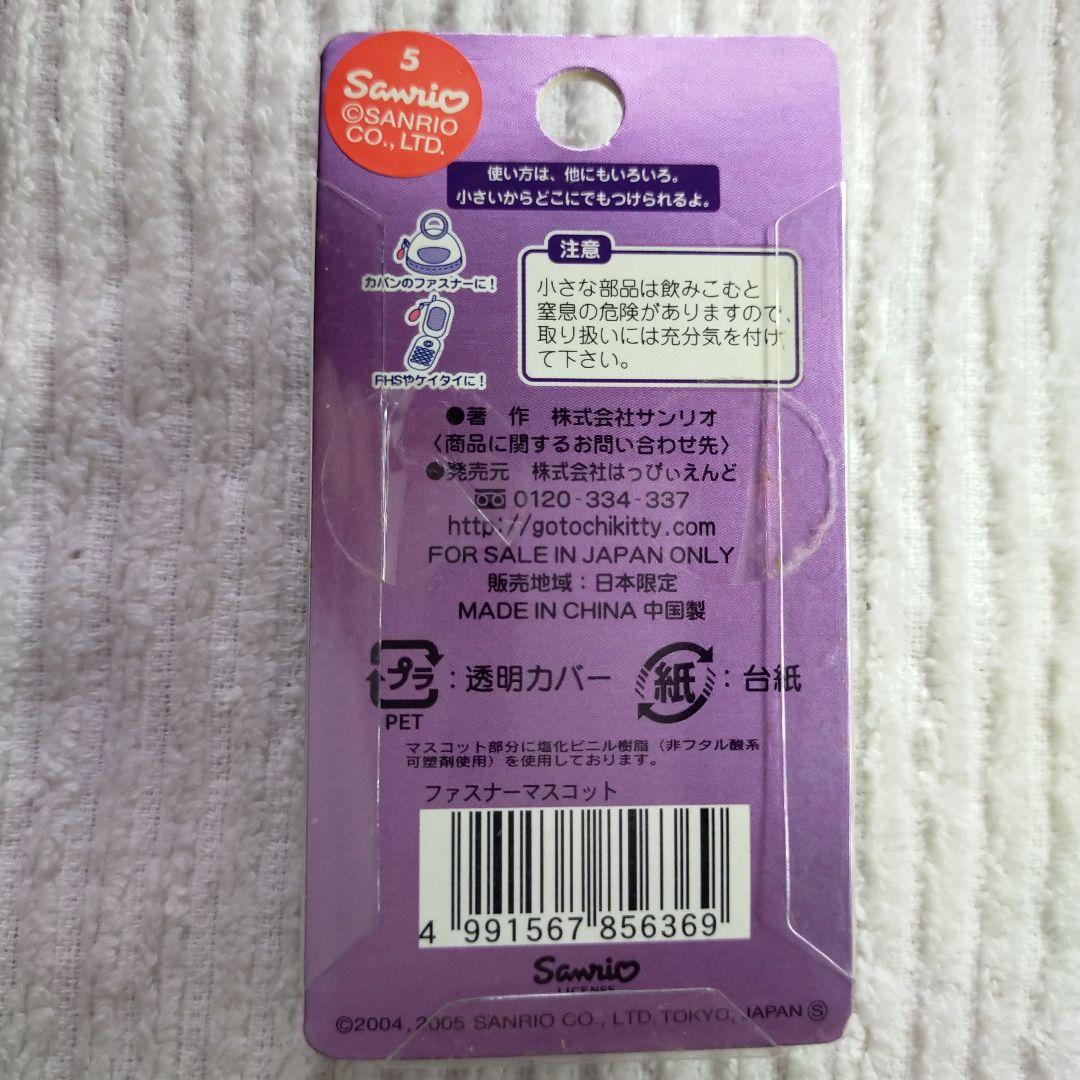 5
Sanrio
©SANRIO
CO., LTD.
使い方は、他にもいろいろ。
小さいからどこにでもつけられるよ。
カバンのファスナーに!
PHSやケイタイに!
注意
小さな部品は飲みこむと
窒息の危険がありますので、
取り扱いには充分気を付け
て下さい。
●著 作 株式会社サンリオ
〈商品に関するお問い合わせ先〉
●発売元 株式会社はっぴぃえんど
0120-334-337
http://gotochikitty.com
FOR SALE IN JAPAN ONLY
販売地域:日本限定
MADE IN CHINA 中国製
プラ :透明カバー 紙 :台紙
PET
マスコット部分に塩化ビニル樹脂(非フタル酸系
可塑剤使用)を使用しております。
ファスナーマスコット
4 991567 856369
Sanrio
LICENSE
©2004, 2005 SANRIO CO., LTD. TOKYO, JAPAN Ⓢ